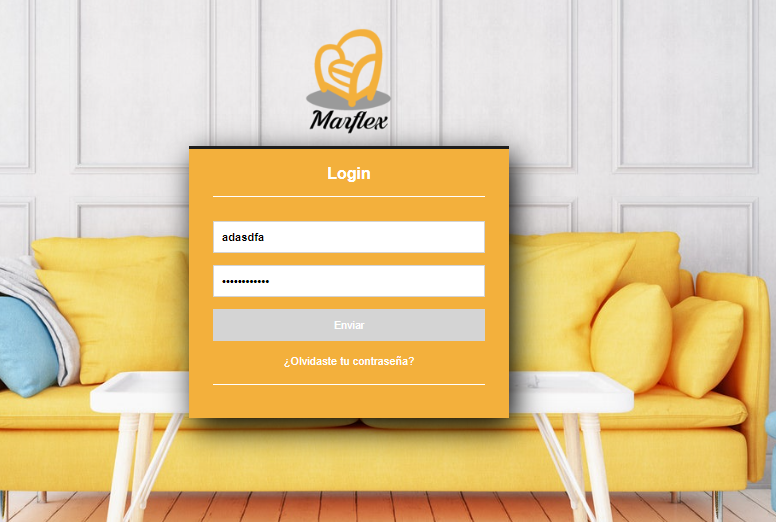 Marflex
Login
adasdfa
••••••••••••
Enviar
¿Olvidaste tu contraseña?